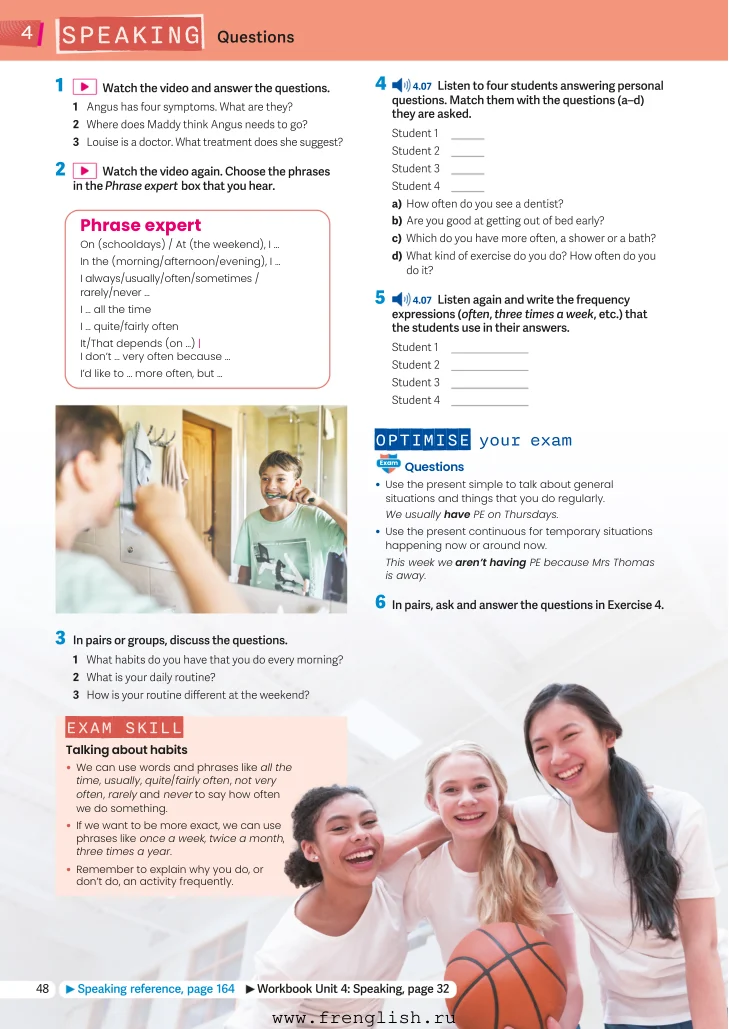 4
SPEAKING Questions
1 Watch the video and answer the questions.
1 Angus has four symptoms. What are they?
2 Where does Maddy think Angus needs to go?
3 Louise is a doctor. What treatment does she suggest?
2 Watch the video again. Choose the phrases
in the Phrase expert box that you hear.
Phrase expert
On (schooldays) / At (the weekend), I …
In the (morning/afternoon/evening), I …
I always/usually/often/sometimes /
rarely/never …
I … all the time
I … quite/fairly often
It/That depends (on …) |
I don't … very often because …
I'd like to … more often, but …
3 In pairs or groups, discuss the questions.
1 What habits do you have that you do every morning?
2 What is your daily routine?
3 How is your routine different at the weekend?
EXAM SKILL
Talking about habits
• We can use words and phrases like all the
time, usually, quite/fairly often, not very
often, rarely and never to say how often
we do something.
• If we want to be more exact, we can use
phrases like once a week, twice a month,
three times a year.
• Remember to explain why you do, or
don't do, an activity frequently.
4 4.07 Listen to four students answering personal
questions. Match them with the questions (a–d)
they are asked.
Student 1 ______
Student 2 ______
Student 3 ______
Student 4 ______
a) How often do you see a dentist?
b) Are you good at getting out of bed early?
c) Which do you have more often, a shower or a bath?
d) What kind of exercise do you do? How often do you
do it?
5 4.07 Listen again and write the frequency
expressions (often, three times a week, etc.) that
the students use in their answers.
Student 1 ______________
Student 2 ______________
Student 3 ______________
Student 4 ______________
OPTIMISE your exam
Exam Questions
• Use the present simple to talk about general
situations and things that you do regularly.
We usually have PE on Thursdays.
• Use the present continuous for temporary situations
happening now or around now.
This week we aren't having PE because Mrs Thomas
is away.
6 In pairs, ask and answer the questions in Exercise 4.
48 ▶ Speaking reference, page 164 ▶ Workbook Unit 4: Speaking, page 32
www.frenglish.ru